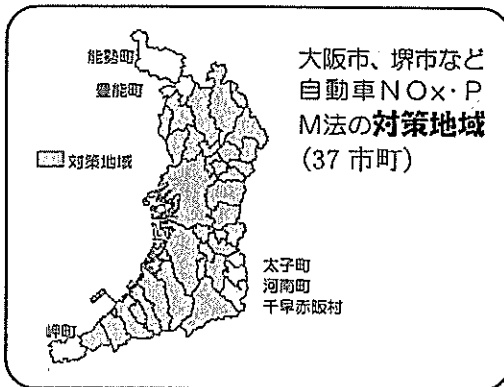 能勢町
豊能町
対策地域
大阪市、堺市など
自動車NOx・P
M法の対策地域
(37市町)
太子町
河南町
千早赤阪村
岬町